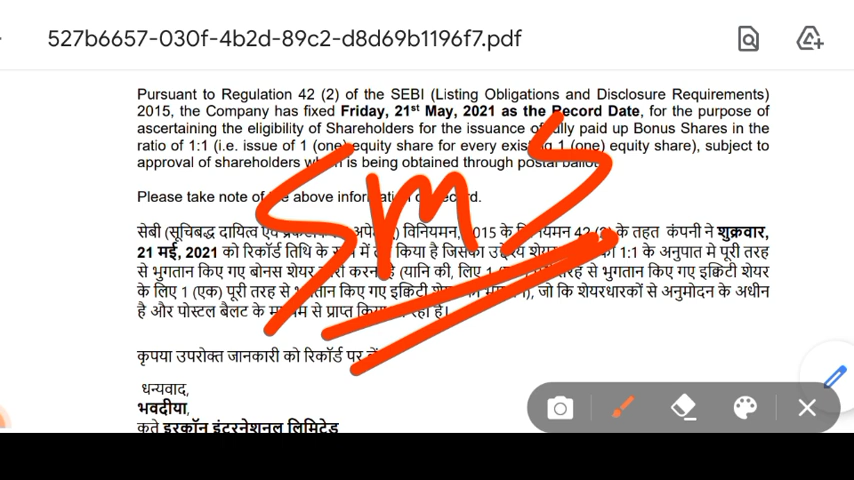 527b6657-030f-4b2d-89c2-d8d69b1196f7.pdf
Pursuant to Regulation 42 (2) of the SEBI (Listing Obligations and Disclosure Requirements)
2015, the Company has fixed Friday, 21st May, 2021 as the Record Date, for the purpose of
ascertaining the eligibility of Shareholders for the issuance of fully paid up Bonus Shares in the
ratio of 1:1 (i.e. issue of 1 (one) equity share for every existing 1 (one) equity share), subject to
approval of shareholders which is being obtained through postal ballot.
Please take note of the above information on record.
SMS
सेबी (सूचिबद्ध दायित्व एवं विनियमन, 2015 के विनियमन 42 (2) के तहत कंपनी ने शुक्रवार,
21 मई, 2021 को रिकॉर्ड तिथि के रूप में किया है जिसका उद्देश्य 1:1 के अनुपात मे पूरी तरह
से भुगतान किए गए बोनस शेयर जारी करना है (यानि की, लिए 1 पूरी तरह से भुगतान किए गए इक्विटी शेयर
के लिए 1 (एक) पूरी तरह से भुगतान किए गए इक्विटी जो कि शेयरधारकों से अनुमोदन के अधीन
है और पोस्टल बैलट के माध्यम से प्राप्त किया जा रहा है।
कृपया उपरोक्त जानकारी को रिकॉर्ड पर
धन्यवाद,
भवदीया,
कृते इरकॉन इंटरनेशनल लिमिटेड